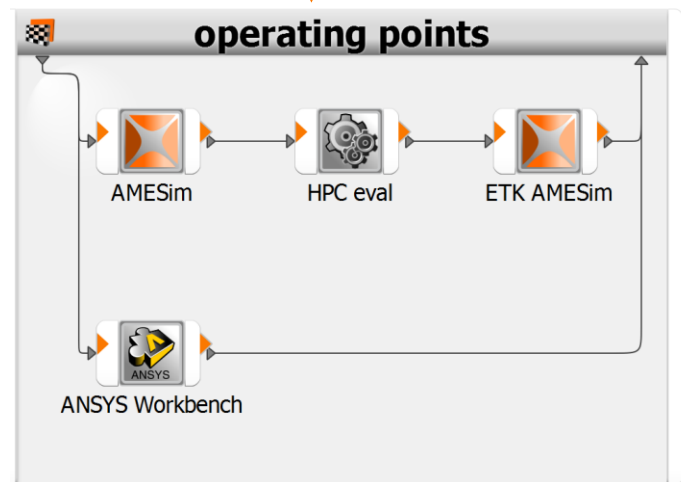 operating points
AMESim
HPC eval
ETK AMESim
ANSYS
ANSYS Workbench